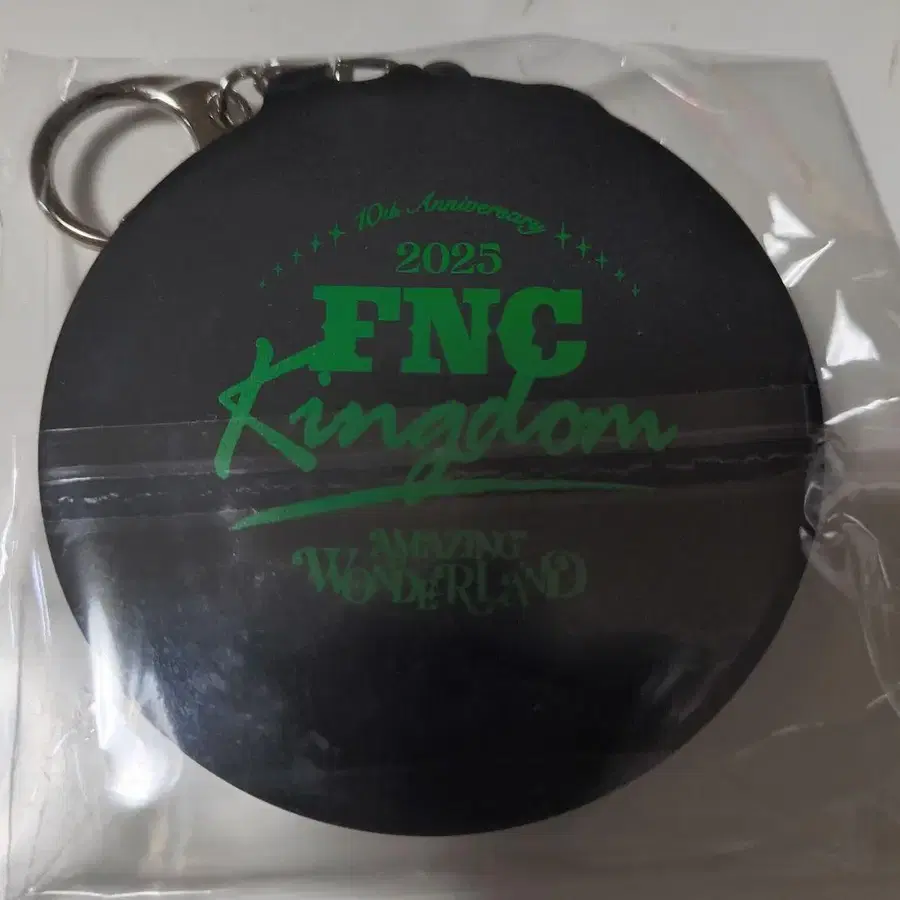 10th Anniversary
2025
FNC
Kingdom
AMAZING
WONDERLAND